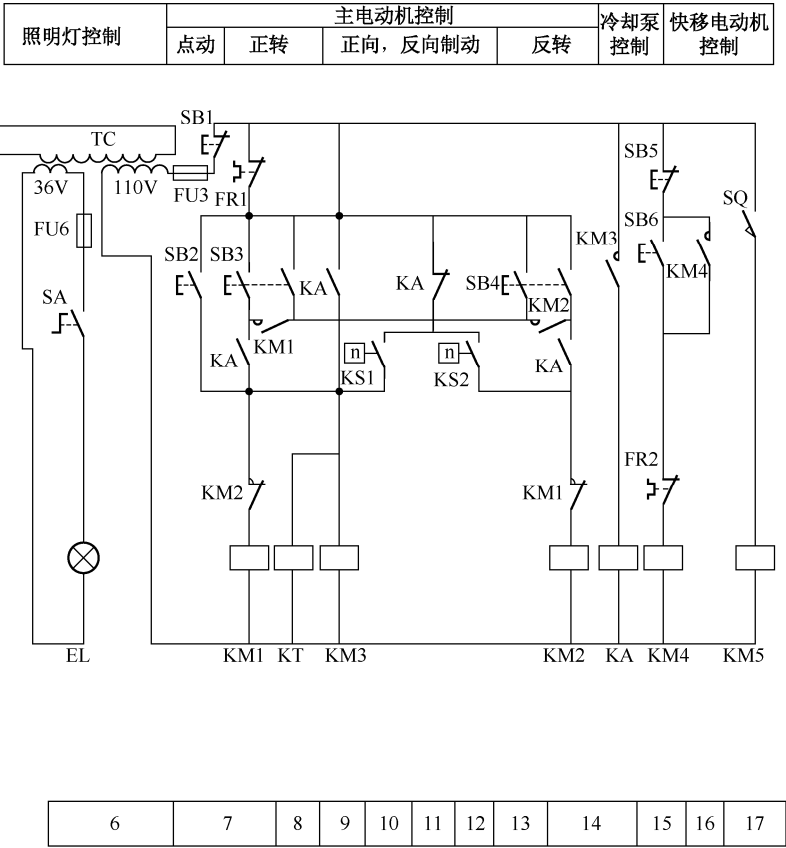 照明灯控制
主电动机控制
冷却泵
控制
快移电动机
控制
点动
正转
正向，反向制动
反转
SB1
TC
36V
110V
FU3
FR1
SB5
FU6
SB2
SB3
KA
KA
SB4
KM3
SB6
SQ
KM4
SA
KM2
KM1
KA
n
KS1
n
KS2
KA
KM2
KM1
FR2
EL
KM1
KT
KM3
KM2
KA
KM4
KM5
6
7
8
9
10
11
12
13
14
15
16
17